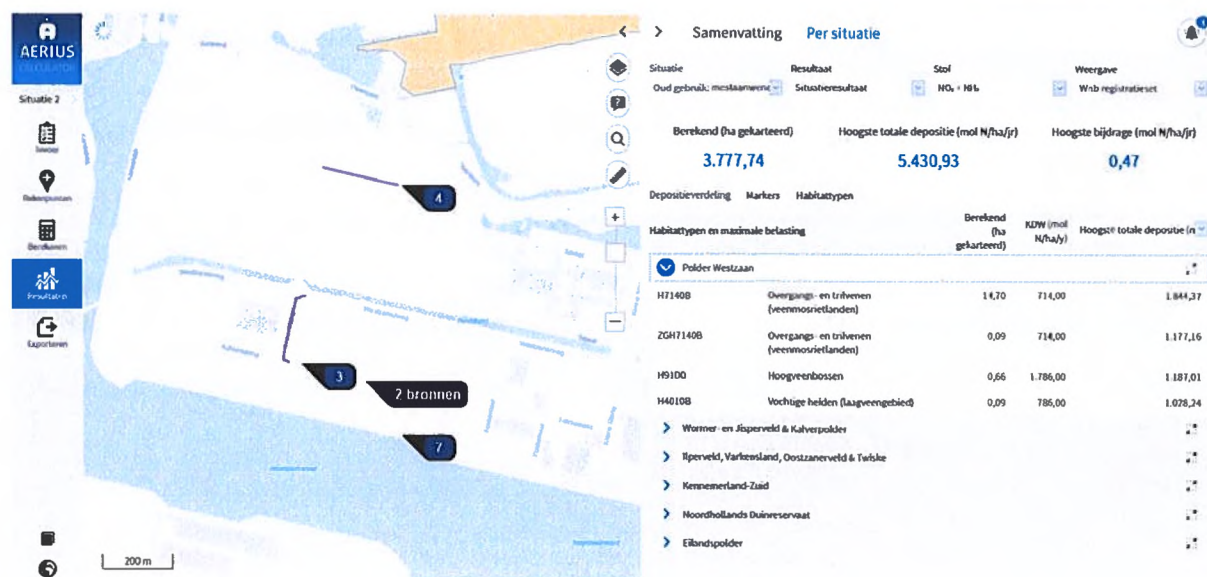 AERIUS
CALCULATOR
Situatie 2
Invoer
Rekenpunten
Berekenen
Resultaten
Exporteren
4
3
2 bronnen
7
200 m
Samenvatting Per situatie
Situatie Resultaat Stof Weergave
Oud gebruik: mestaanwend Situatieresultaat NOₓ + NH₃ Wnb registratieset
Berekend (ha gekarteerd) Hoogste totale depositie (mol N/ha/jr) Hoogste bijdrage (mol N/ha/jr)
3.777,74 5.430,93 0,47
Depositieverdeling Markers Habitattypen
Habitattypen en maximale belasting Berekend (ha gekarteerd) KDW (mol N/ha/y) Hoogste totale depositie (n
Polder Westzaan
H7140B Overgangs- en trilvenen (veenmosrietlanden) 14,70 714,00 1.844,37
ZGH7140B Overgangs- en trilvenen (veenmosrietlanden) 0,09 714,00 1.177,16
H91D0 Hoogveenbossen 0,66 1.786,00 1.187,01
H4010B Vochtige heiden (laagveengebied) 0,09 786,00 1.028,24
Wormer- en Jisperveld & Kalverpolder
Ilperveld, Varkensland, Oostzanerveld & Twiske
Kennemerland-Zuid
Noordhollands Duinreservaat
Eilandspolder